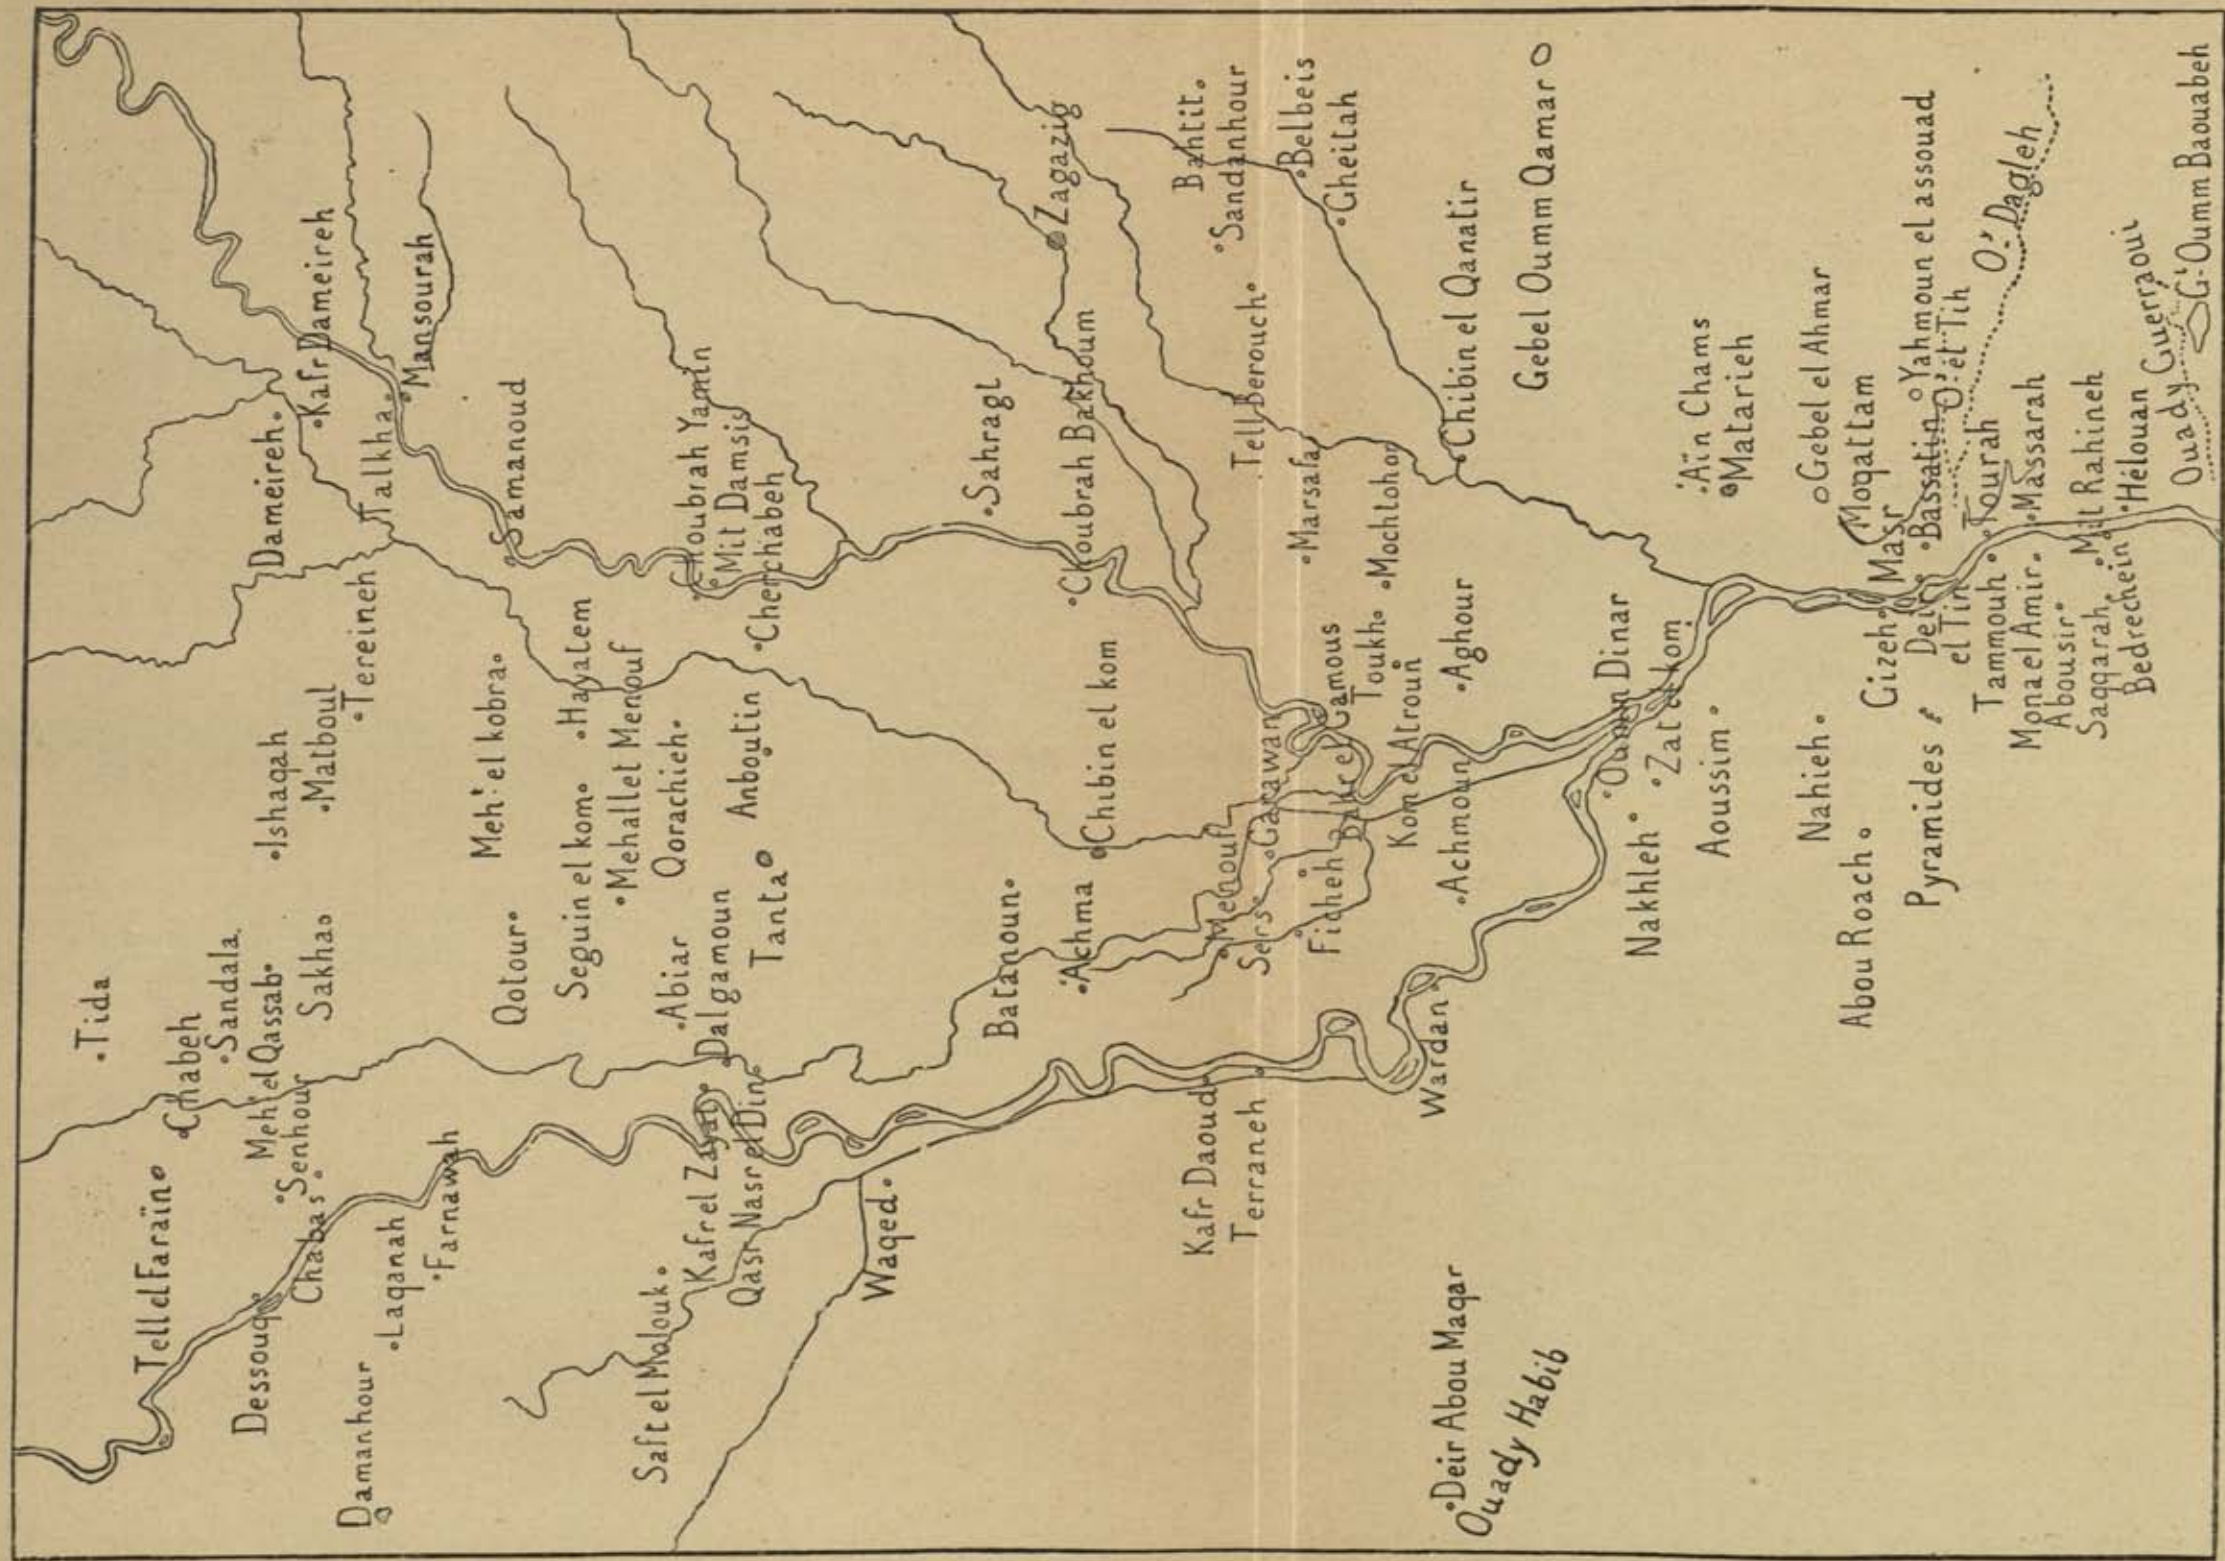 Tida
Tell el Faraïn
Chabeh
Sandala
Meh' el Qassab
Senhour
Dessouq
Chabas
Sakha
Ishaqah
Matboul
Tereineh
Dameireh
Kafr Dameireh
Talkha
Mansourah
Damanhour
Laqanah
Farnawah
Qotour
Meh' el kobra
Samanoud
Seguin el kom
Hayalem
Mehallet Menouf
Qorachieh
Abiar
Dalgamoun
Tanta
Anboutin
Choubrah Yamin
Mit Damsis
Cherchabeh
Saft el Molouk
Kafr el Zayat
Qasr Nasr el Din
Waqed
Batanoun
'Achma
Chibin el kom
Sahragt
Choubrah Bakhoum
Zagazig
Bahtit
Sandanhour
Belbeis
Gheitah
Tell Berouch
Kafr Daoud
Terraneh
Menouf
Sers
Garawan
Ficheh
Bahr el Gamous
Marsafa
Toukh
Mochtohor
Kom el Atroun
Achmoun
Aghour
Chibin el Qanatir
Gebel Oumm Qamar
Wardan
Deir Abou Maqar
Ouady Habib
Oumm Dinar
Nakhleh
Zat el kom
Aoussim
'Aïn Chams
Matarieh
Nahieh
Abou Roach
Gebel el Ahmar
Moqattam
Gizeh
Masr
Pyramides
Deir
el Tin
Bassatin
Yahmoun el assouad
O' et Tih
Tammouh
Tourah
O' Dagleh
Mona el Amir
Massarah
Abousir
Saqqarah
Mit Rahineh
Bedrechein
Hélouan
Ouady Guerraoui
G' Oumm Baouabeh